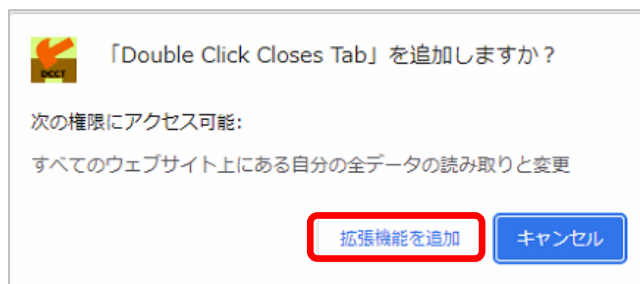 「Double Click Closes Tab」を追加しますか？
DCCT
次の権限にアクセス可能:
すべてのウェブサイト上にある自分の全データの読み取りと変更
拡張機能を追加
キャンセル